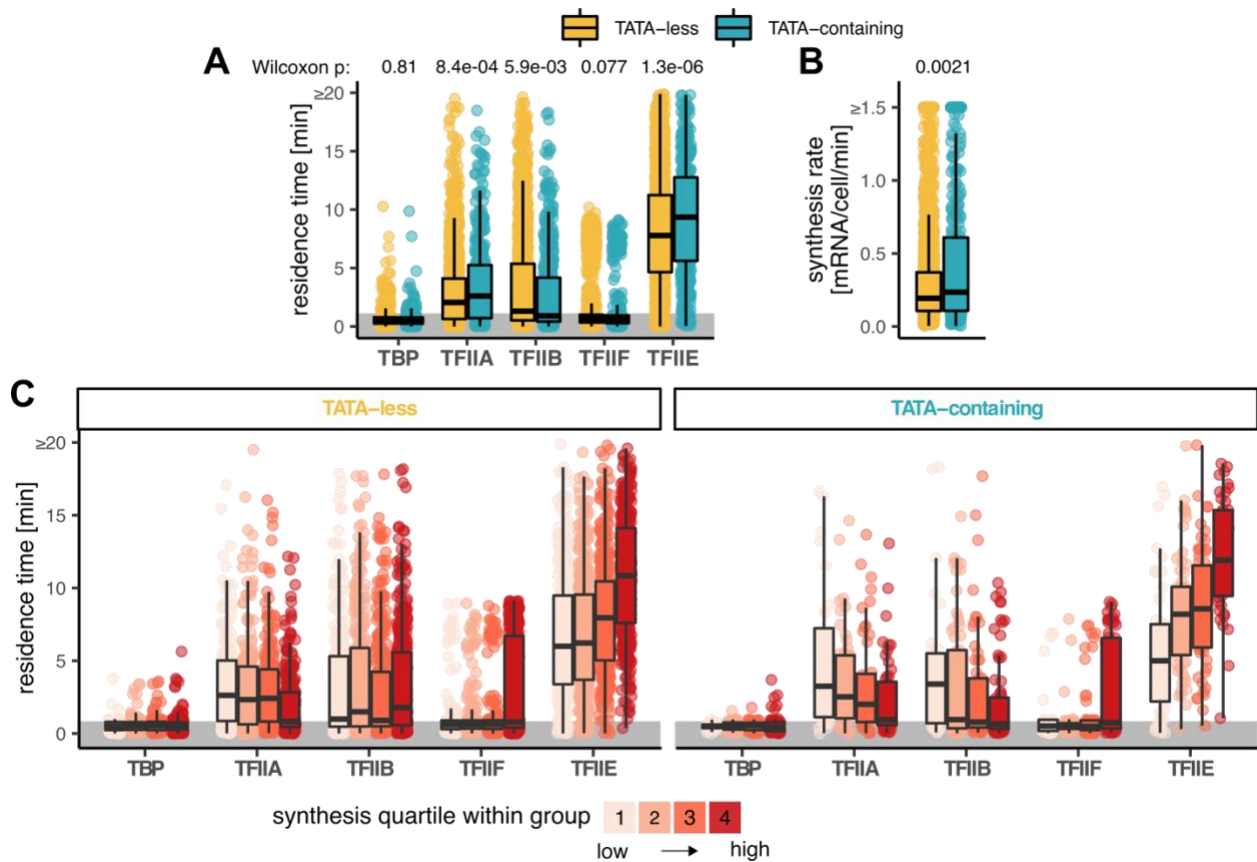 TATA-less TATA-containing
A B
Wilcoxon p: 0.81 8.4e-04 5.9e-03 0.077 1.3e-06 0.0021
residence time [min]
≥20
15
10
5
0
TBP TFIIA TFIIB TFIIF TFIIE
synthesis rate
[mRNA/cell/min]
≥1.5
1.0
0.5
0.0
C
TATA-less TATA-containing
residence time [min]
≥20
15
10
5
0
TBP TFIIA TFIIB TFIIF TFIIE TBP TFIIA TFIIB TFIIF TFIIE
synthesis quartile within group 1 2 3 4
low → high